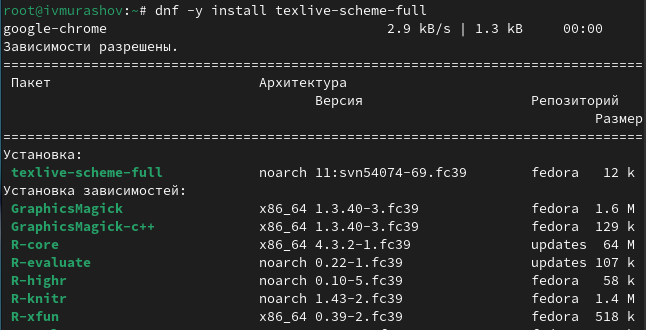 root@ivmurashov:~# dnf -y install texlive-scheme-full
google-chrome 2.9 kB/s | 1.3 kB 00:00
Зависимости разрешены.
================================================================================
Пакет Архитектура
Версия Репозиторий
Размер
================================================================================
Установка:
texlive-scheme-full noarch 11:svn54074-69.fc39 fedora 12 k
Установка зависимостей:
GraphicsMagick x86_64 1.3.40-3.fc39 fedora 1.6 M
GraphicsMagick-c++ x86_64 1.3.40-3.fc39 fedora 129 k
R-core x86_64 4.3.2-1.fc39 updates 64 M
R-evaluate noarch 0.22-1.fc39 updates 107 k
R-highr noarch 0.10-5.fc39 fedora 58 k
R-knitr noarch 1.43-2.fc39 fedora 1.4 M
R-xfun x86_64 0.39-2.fc39 fedora 518 k